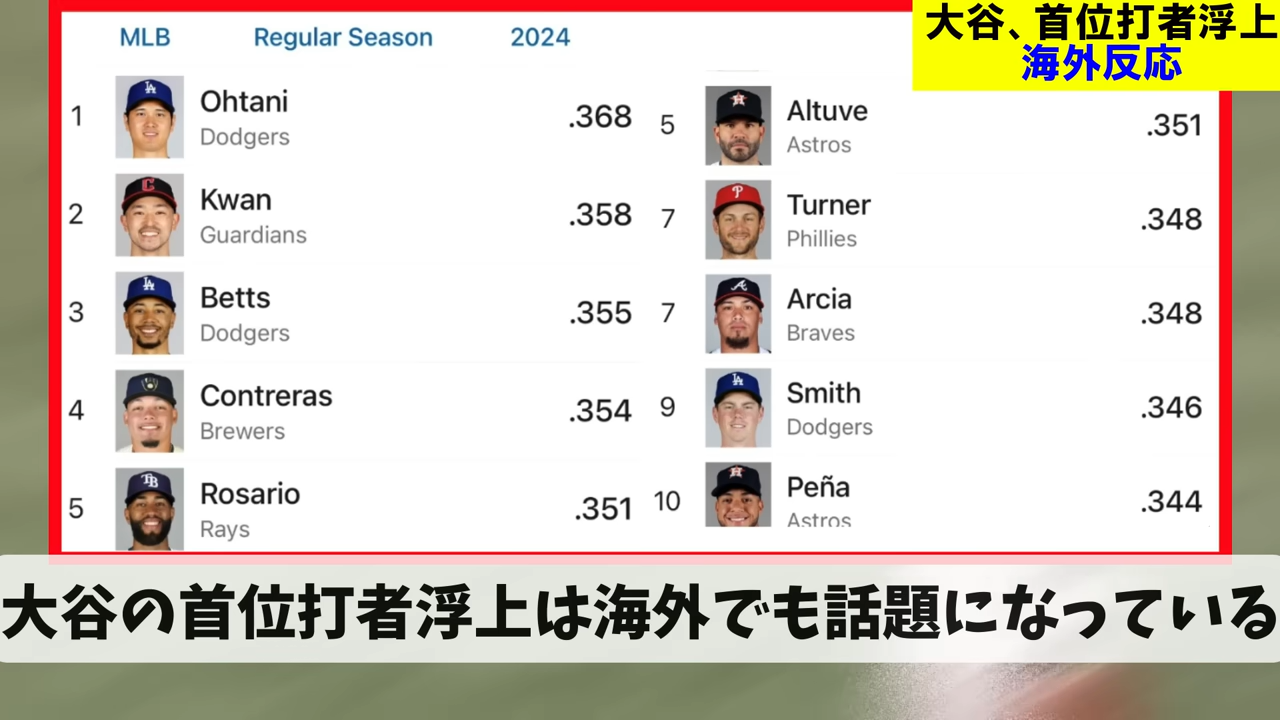 大谷、首位打者浮上
海外反応
MLB Regular Season 2024
1 Ohtani .368
Dodgers
2 Kwan .358
Guardians
3 Betts .355
Dodgers
4 Contreras .354
Brewers
5 Rosario .351
Rays
5 Altuve .351
Astros
7 Turner .348
Phillies
7 Arcia .348
Braves
9 Smith .346
Dodgers
10 Peña .344
Astros
大谷の首位打者浮上は海外でも話題になっている